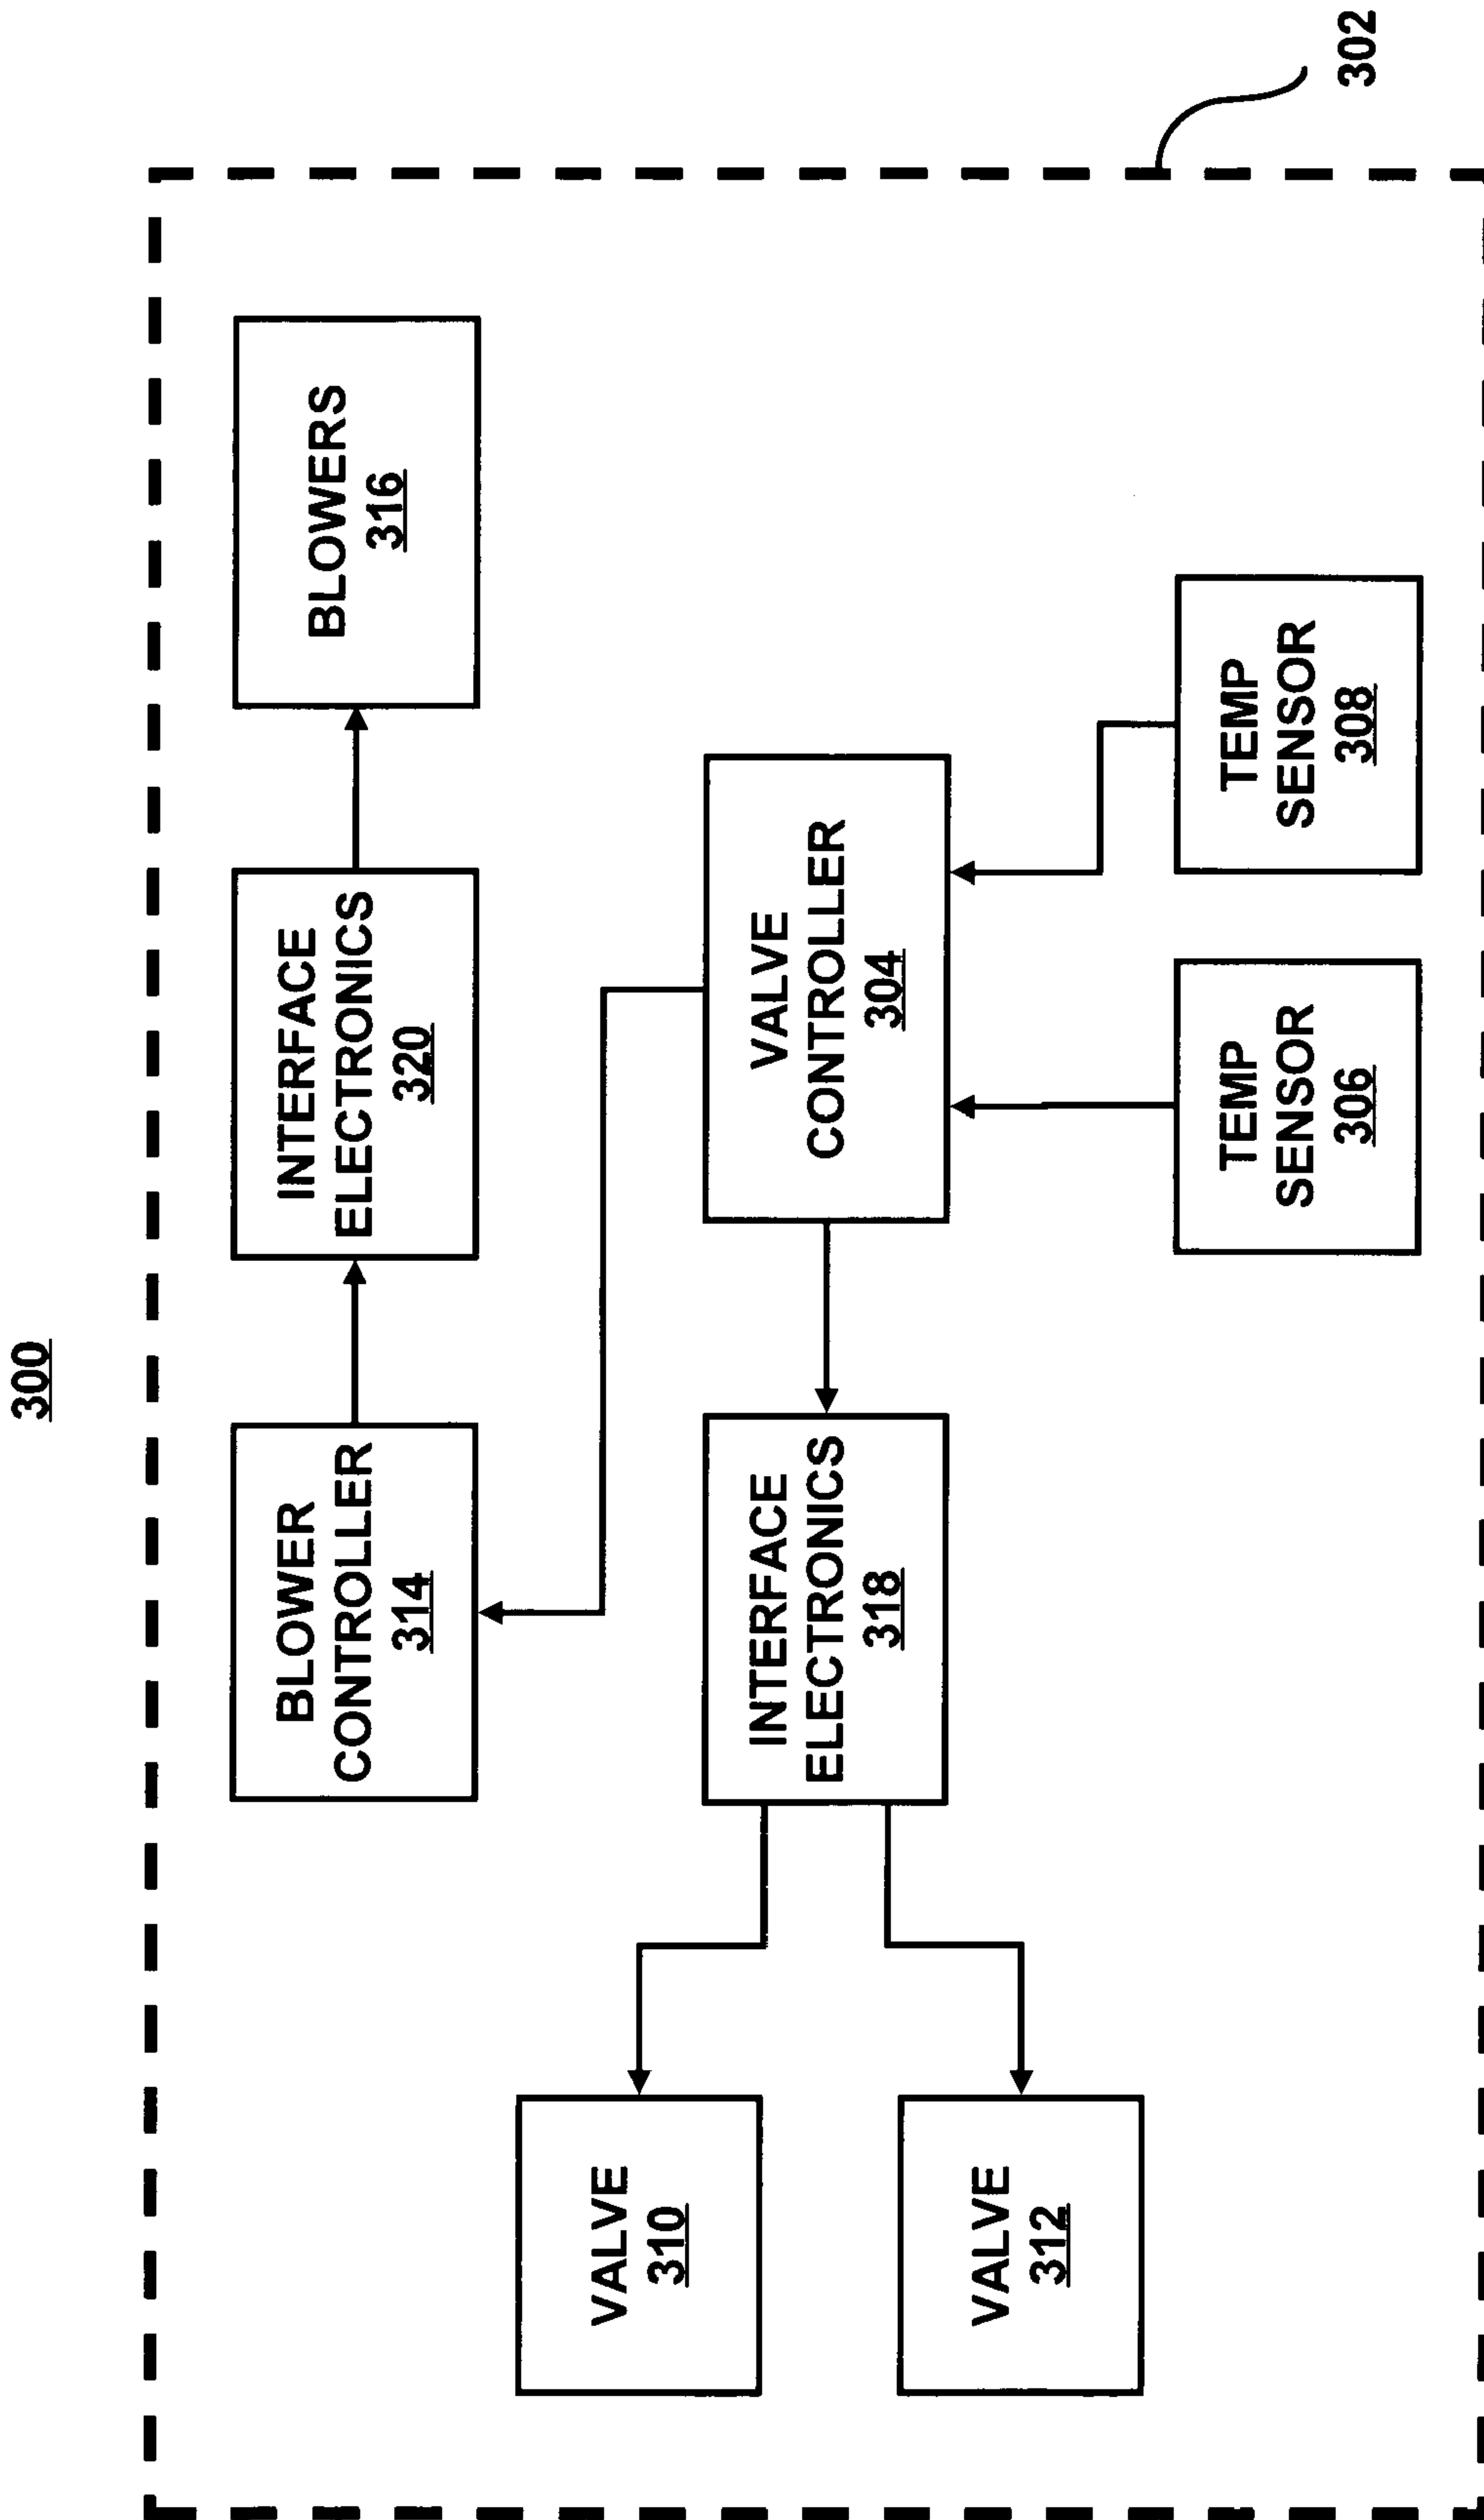 300
302
BLOWER
CONTROLLER
314
INTERFACE
ELECTRONICS
320
BLOWERS
316
VALVE
310
VALVE
312
INTERFACE
ELECTRONICS
318
VALVE
CONTROLLER
304
TEMP
SENSOR
306
TEMP
SENSOR
308